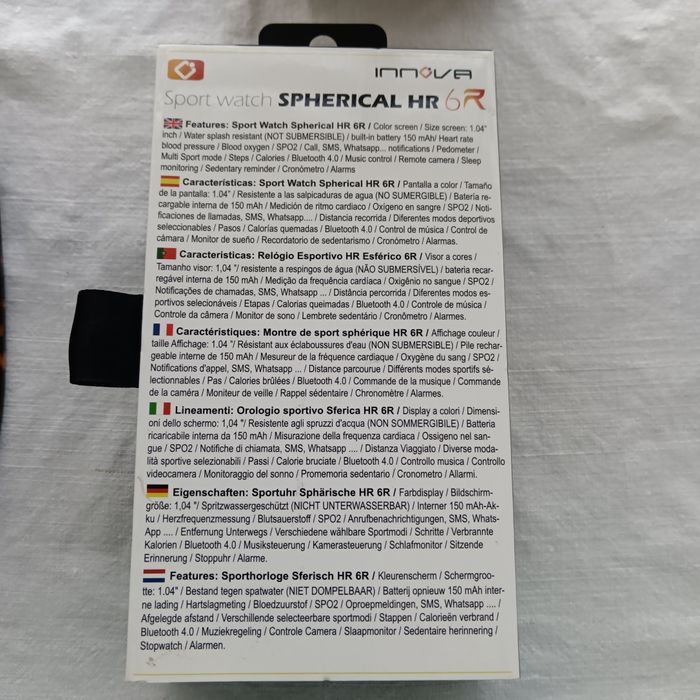 INNOVA
Sport watch SPHERICAL HR 6R
Features: Sport Watch Spherical HR 6R / Color screen / Size screen: 1.04"
inch / Water splash resistant (NOT SUBMERSIBLE) / built-in battery 150 mAh/ Heart rate
blood pressure / Blood oxygen / SPO2 / Call, SMS, Whatsapp... notifications / Pedometer /
Multi Sport mode / Steps / Calories / Bluetooth 4.0 / Music control / Remote camera / Sleep
monitoring / Sedentary reminder / Cronómetro / Alarms
Características: Sport Watch Spherical HR 6R / Pantalla a color / Tamaño
de la pantalla: 1.04" / Resistente a las salpicaduras de agua (NO SUMERGIBLE) / Batería re-
cargable interna de 150 mAh / Medición de ritmo cardiaco / Oxígeno en sangre / SPO2 / Noti-
ficaciones de llamadas, SMS, Whatsapp.... / Distancia recorrida / Diferentes modos deportivos
seleccionables / Pasos / Calorías quemadas / Bluetooth 4.0 / Control de música / Control de
cámara / Monitor de sueño / Recordatorio de sedentarismo / Cronómetro / Alarmas.
Caracteristicas: Relógio Esportivo HR Esférico 6R / Visor a cores /
Tamanho visor: 1,04 "/ resistente a respingos de água (NÃO SUBMERSÍVEL) / bateria recar-
regável interna de 150 mAh / Medição da frequência cardíaca / Oxigênio no sangue / SPO2 /
Notificações de chamadas, SMS, Whatsapp ... / Distância percorrida / Diferentes modos es-
portivos selecionáveis / Etapas / Calorias queimadas / Bluetooth 4.0 / Controle de música /
Controle da câmera / Monitor de sono / Lembrete sedentário / Cronômetro / Alarmes.
Caractéristiques: Montre de sport sphérique HR 6R / Affichage couleur /
taille Affichage: 1.04 "/ Résistant aux éclaboussures d'eau (NON SUBMERSIBLE) / Pile rechar-
geable interne de 150 mAh / Mesureur de la fréquence cardiaque / Oxygène du sang / SPO2 /
Notifications d'appel, SMS, Whatsapp ... / Distance parcourue / Différents modes sportifs sé-
lectionnables / Pas / Calories brûlées / Bluetooth 4.0 / Commande de la musique / Commande
de la caméra / Moniteur de veille / Rappel sédentaire / Chronomètre / Alarmes.
Lineamenti: Orologio sportivo Sferica HR 6R / Display a colori / Dimensi-
oni dello schermo: 1,04 "/ Resistente agli spruzzi d'acqua (NON SOMMERGIBILE) / Batteria
ricaricabile interna da 150 mAh / Misurazione della frequenza cardiaca / Ossigeno nel san-
gue / SPO2 / Notifiche di chiamata, SMS, Whatsapp .... / Distanza Viaggiato / Diverse moda-
lità sportive selezionabili / Passi / Calorie bruciate / Bluetooth 4.0 / Controllo musica / Controllo
videocamera / Monitoraggio del sonno / Promemoria sedentario / Cronometro / Allarmi.
Eigenschaften: Sportuhr Sphärische HR 6R / Farbdisplay / Bildschirm-
größe: 1,04 "/ Spritzwassergeschützt (NICHT UNTERWASSERBAR) / Interner 150 mAh-Ak-
ku / Herzfrequenzmessung / Blutsauerstoff / SPO2 / Anrufbenachrichtigungen, SMS, Whats-
App .... / Entfernung Unterwegs / Verschiedene wählbare Sportmodi / Schritte / Verbrannte
Kalorien / Bluetooth 4.0 / Musiksteuerung / Kamerasteuerung / Schlafmonitor / Sitzende
Erinnerung / Stoppuhr / Alarme.
Features: Sporthorloge Sferisch HR 6R / Kleurenscherm / Schermgroo-
tte: 1.04" / Bestand tegen spatwater (NIET DOMPELBAAR) / Batterij opnieuw 150 mAh inter-
ne lading / Hartslagmeting / Bloedzuurstof / SPO2 / Oproepmeldingen, SMS, Whatsapp .... /
Afgelegde afstand / Verschillende selecteerbare sportmodi / Stappen / Calorieën verbrand /
Bluetooth 4.0 / Muziekregeling / Controle Camera / Slaapmonitor / Sedentaire herinnering /
Stopwatch / Alarmen.